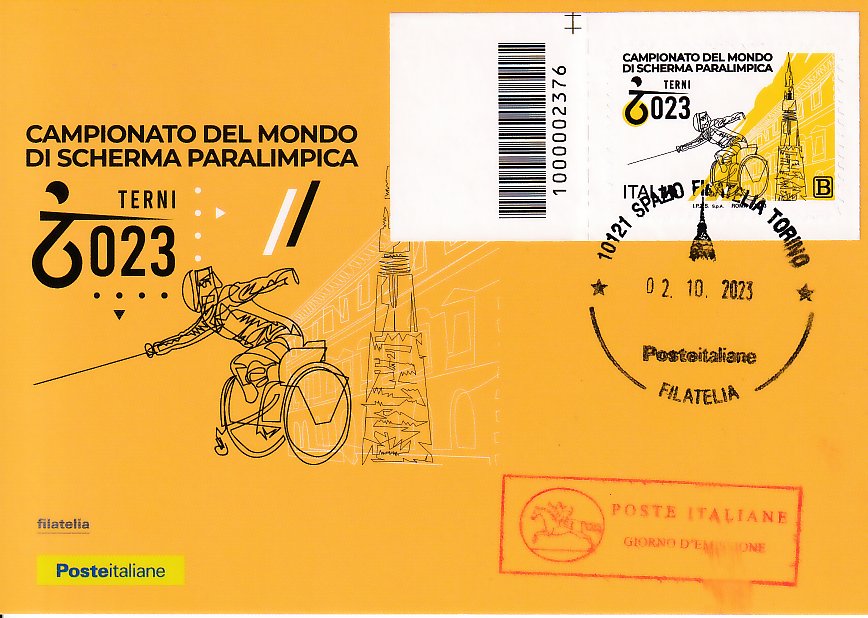 CAMPIONATO DEL MONDO
DI SCHERMA PARALIMPICA
TERNI
2023
filatelia
Posteitaliane
1000002376
CAMPIONATO DEL MONDO
DI SCHERMA PARALIMPICA
TERNI
2023
ITALIA
B
I.P.Z.S. S.p.A. ROMA
10121 SPAZIO FILATELIA TORINO
02.10.2023
Posteitaliane
FILATELIA
POSTE ITALIANE
GIORNO D'EMISSIONE